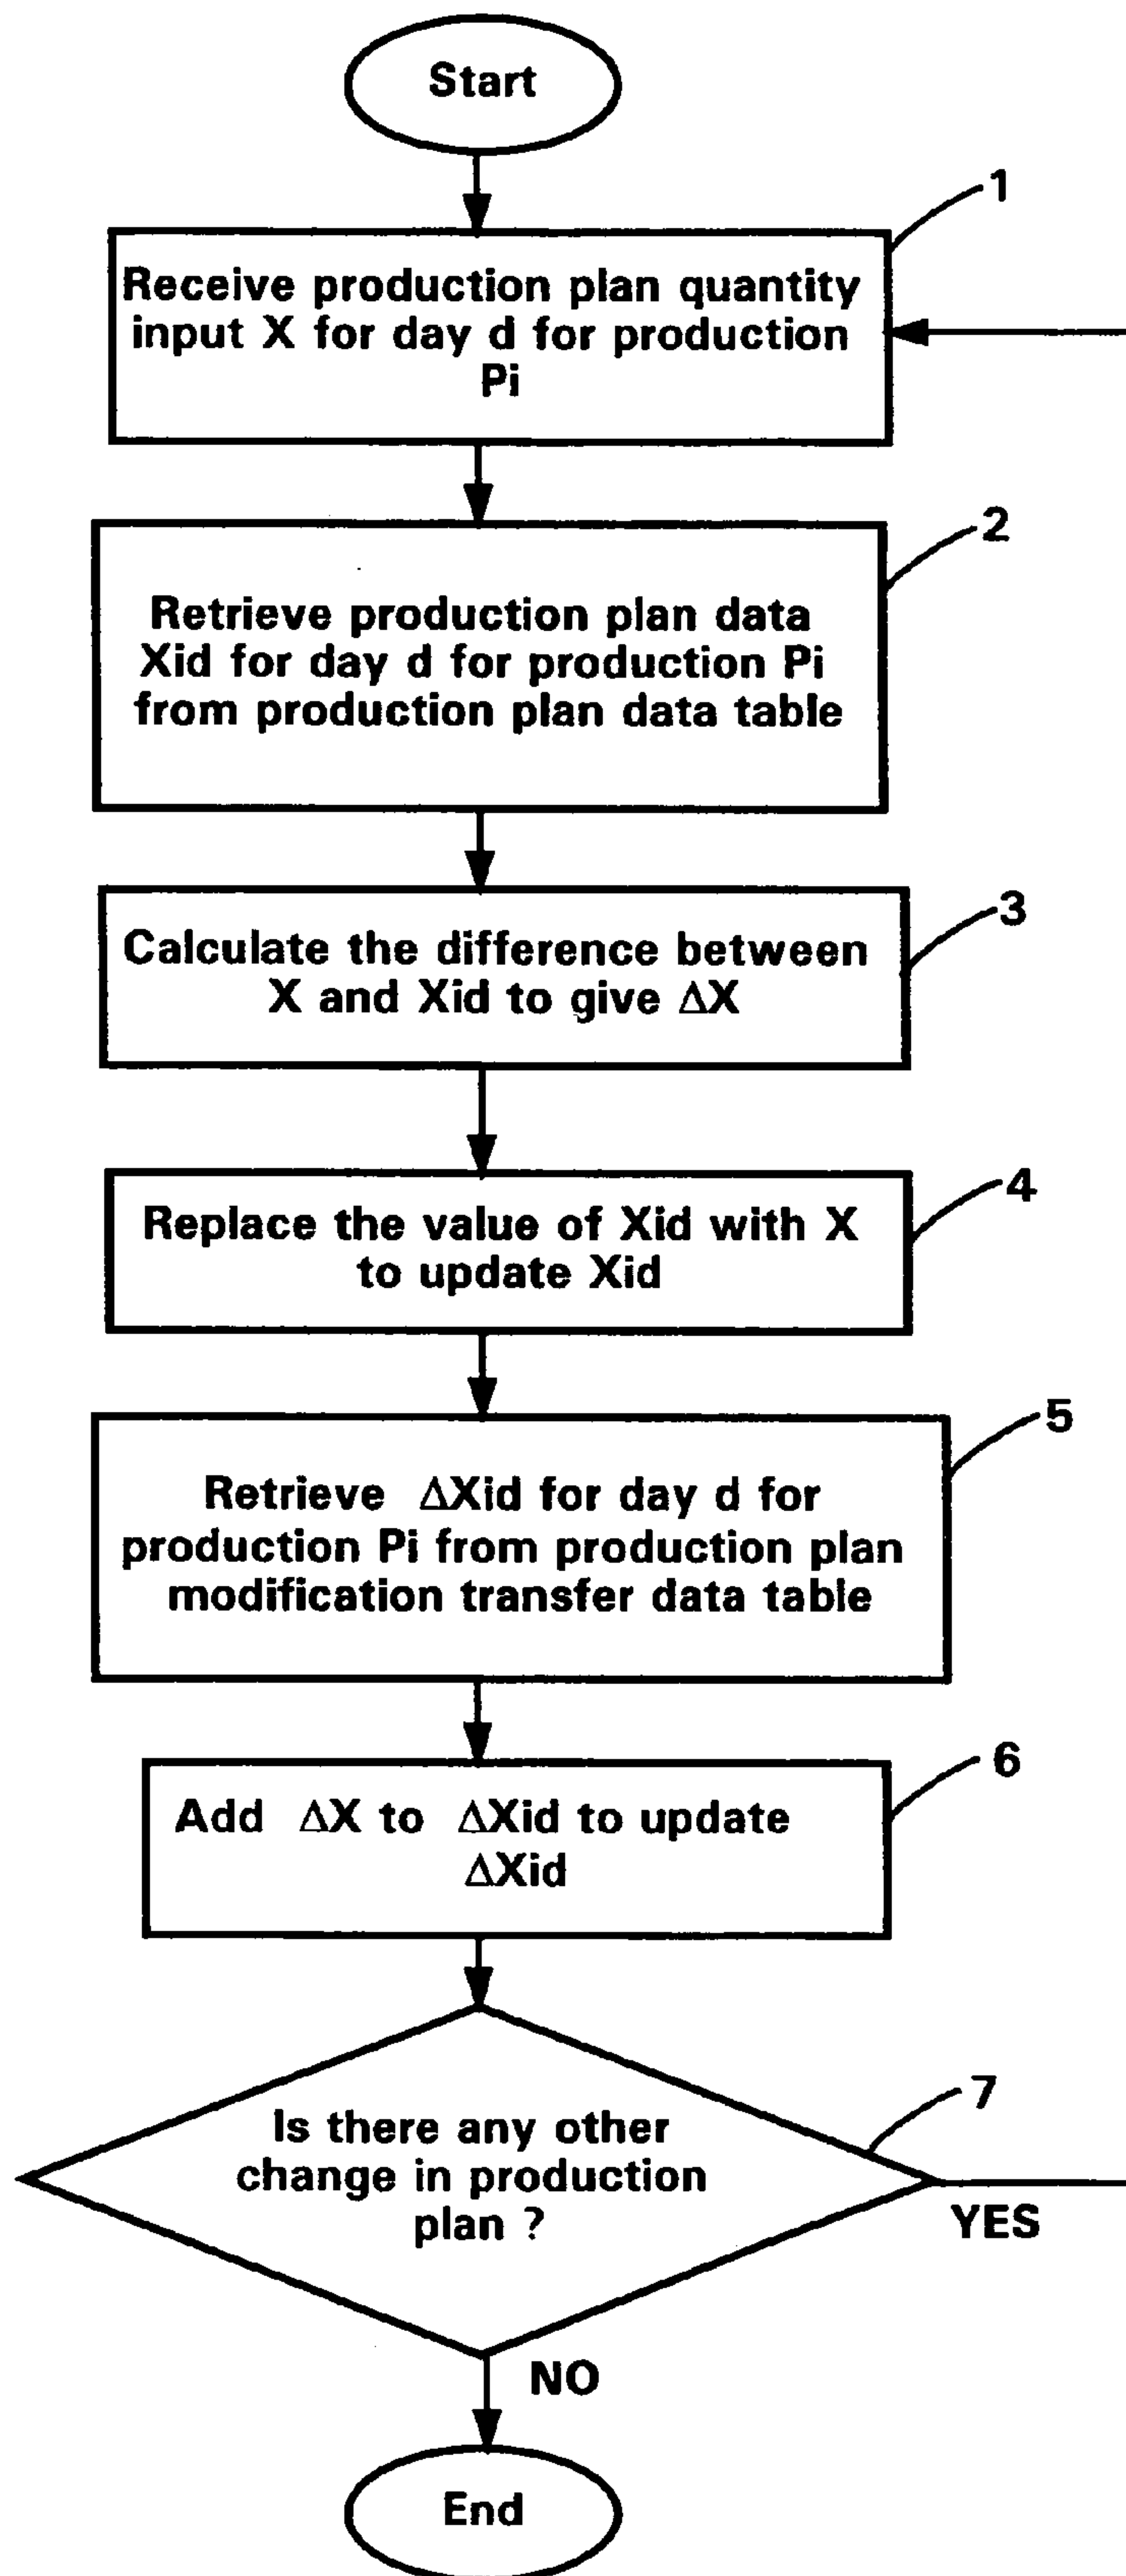 Start
1
Receive production plan quantity
input X for day d for production
Pi
2
Retrieve production plan data
Xid for day d for production Pi
from production plan data table
3
Calculate the difference between
X and Xid to give ΔX
4
Replace the value of Xid with X
to update Xid
5
Retrieve ΔXid for day d for
production Pi from production plan
modification transfer data table
6
Add ΔX to ΔXid to update
ΔXid
7
Is there any other
change in production
plan ?
YES
NO
End